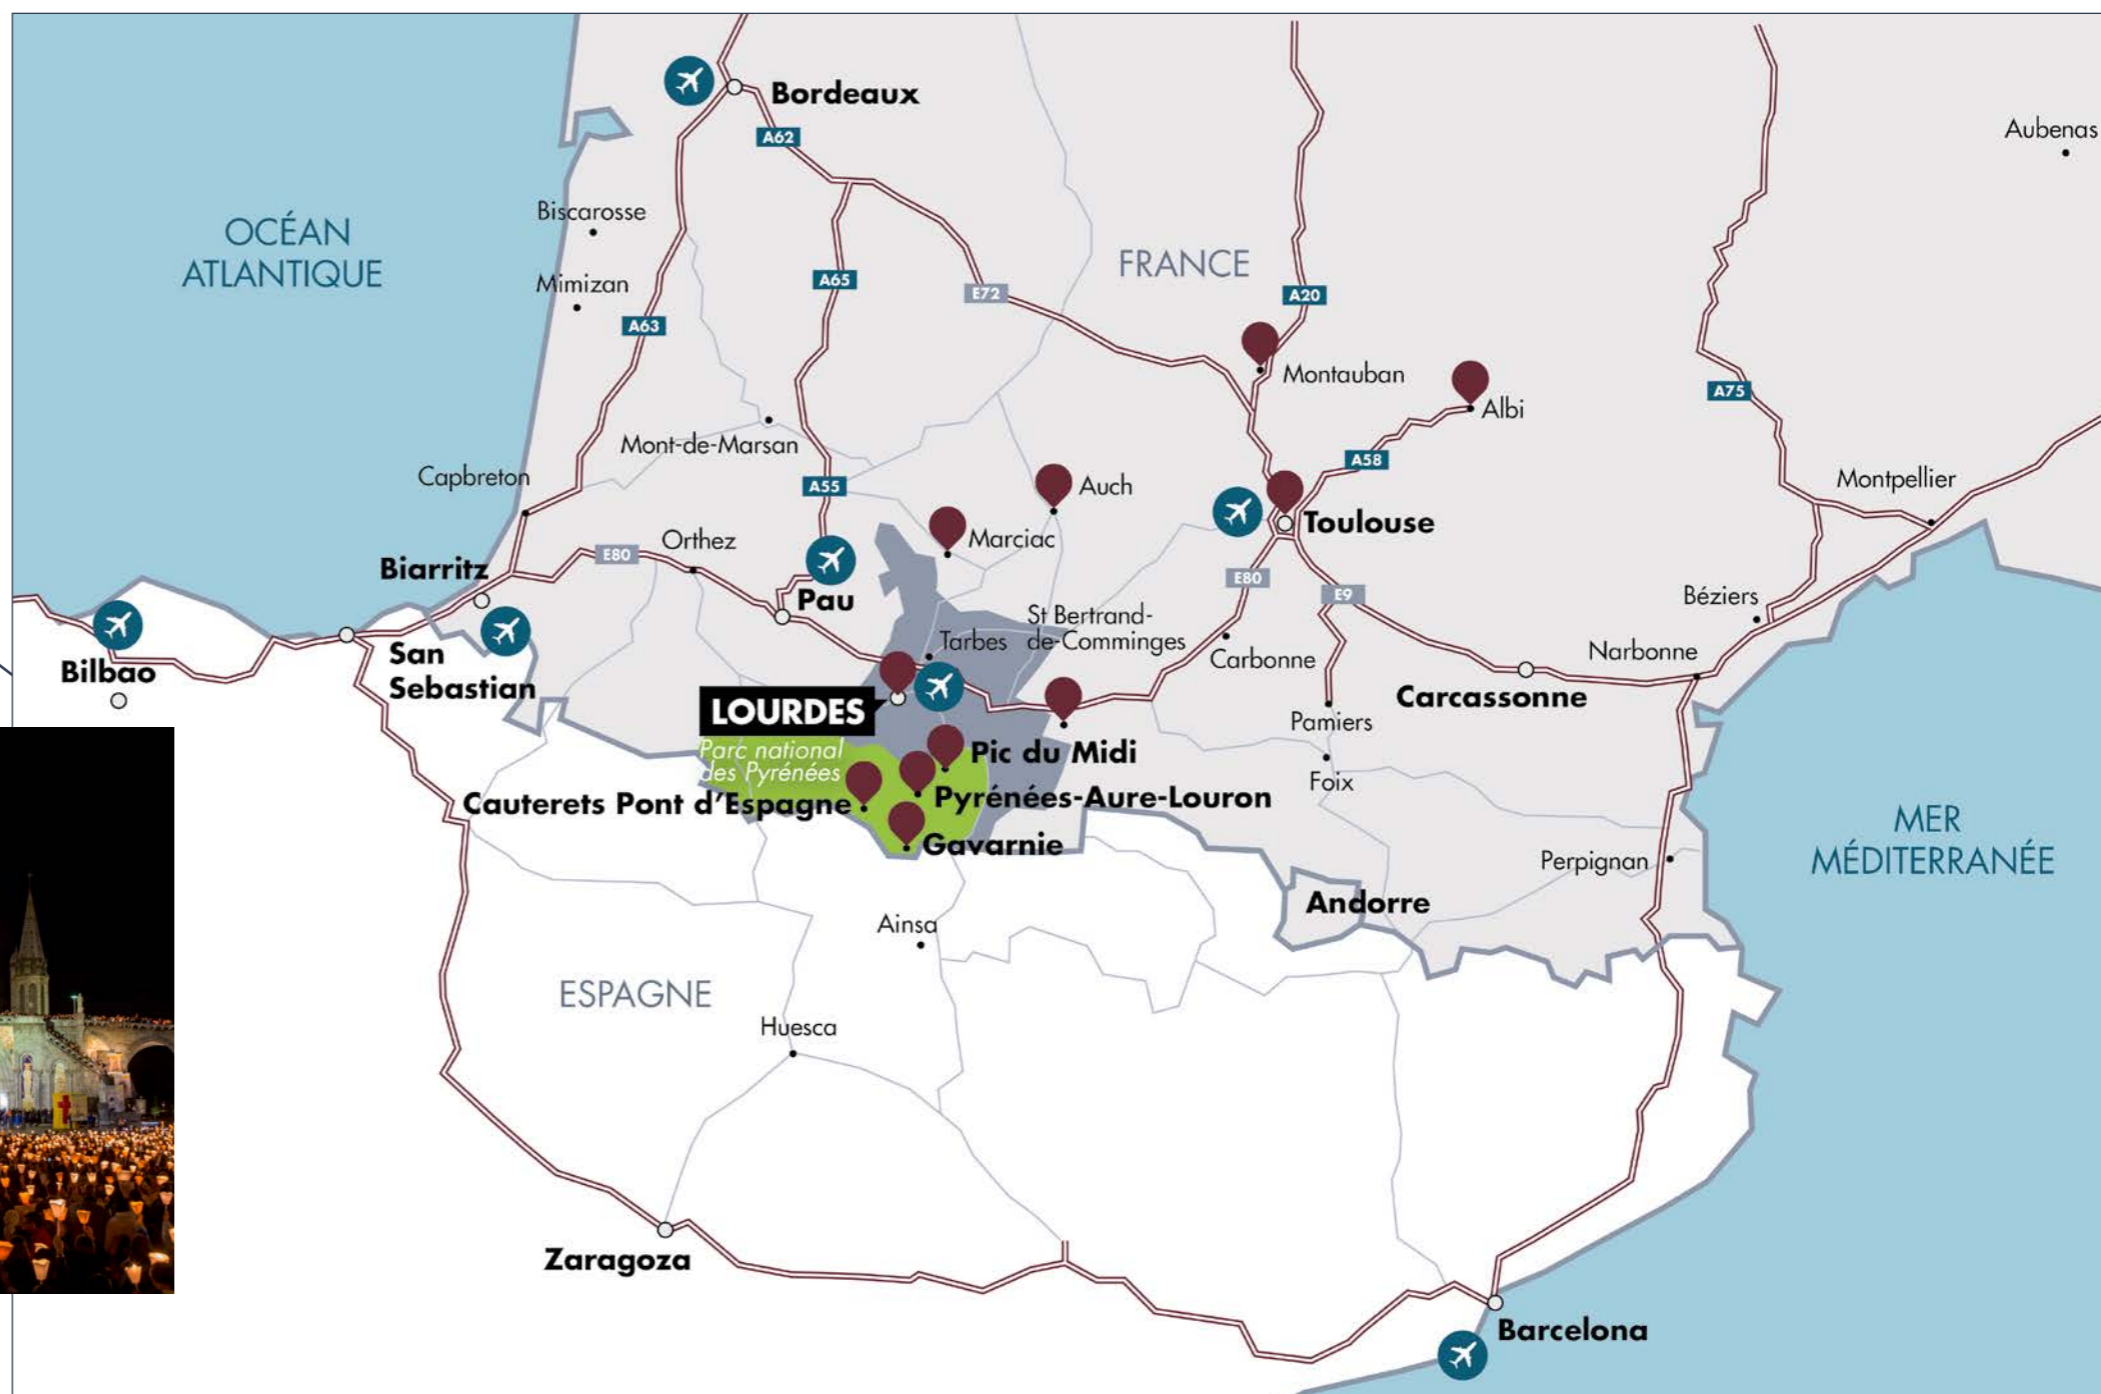 Bordeaux
A62
Aubenas
Biscarosse
OCÉAN
ATLANTIQUE
FRANCE
Mimizan
A65
E72
A20
A63
Montauban
A75
Albi
Mont-de-Marsan
A58
Capbreton
A55
Auch
Montpellier
Toulouse
Marciac
Orthez
E80
Biarritz
E80
E9
Pau
Béziers
St Bertrand-
de-Comminges
Tarbes
Carbonne
Narbonne
Bilbao
San
Sebastian
Carcassonne
LOURDES
Pamiers
Parc national
des Pyrénées
Pic du Midi
Foix
Cauterets Pont d'Espagne
Pyrénées-Aure-Louron
MER
MÉDITERRANÉE
Gavarnie
Perpignan
Andorre
Ainsa
ESPAGNE
Huesca
Zaragoza
Barcelona